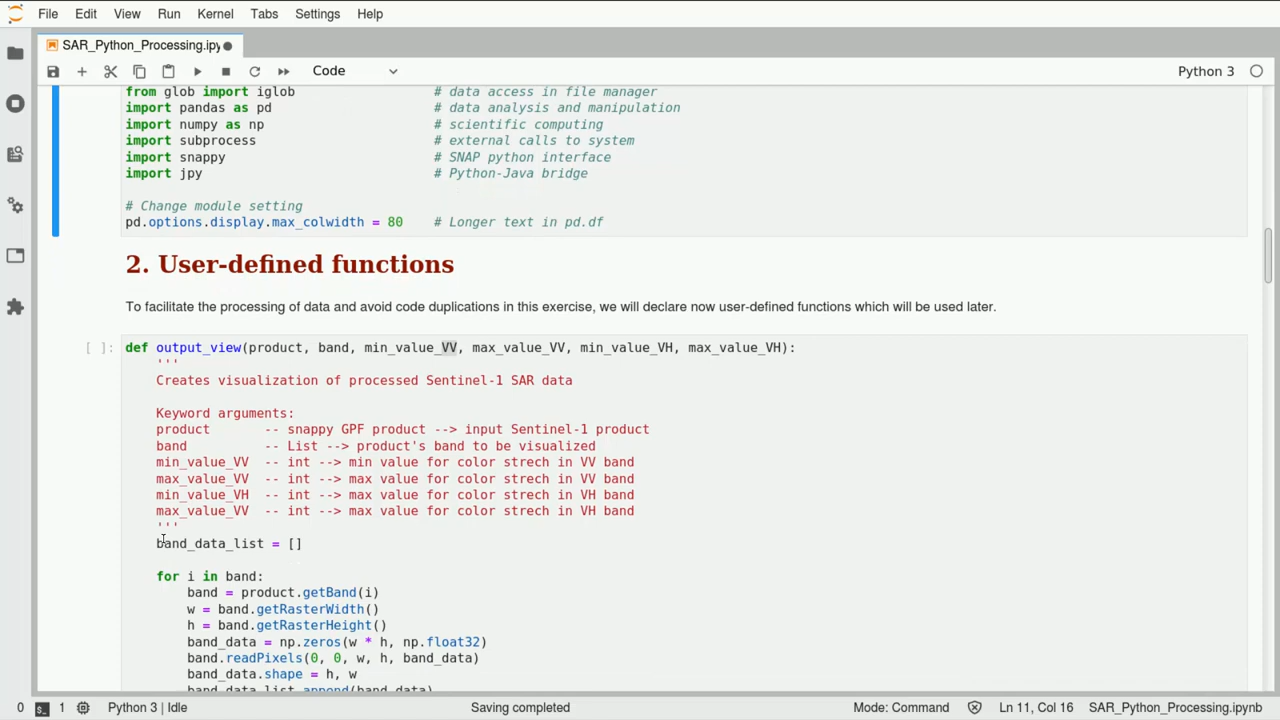 File Edit View Run Kernel Tabs Settings Help
SAR_Python_Processing.ipy
Code
Python 3
from glob import iglob # data access in file manager
import pandas as pd # data analysis and manipulation
import numpy as np # scientific computing
import subprocess # external calls to system
import snappy # SNAP python interface
import jpy # Python-Java bridge
# Change module setting
pd.options.display.max_colwidth = 80 # Longer text in pd.df
2. User-defined functions
To facilitate the processing of data and avoid code duplications in this exercise, we will declare now user-defined functions which will be used later.
[ ]: def output_view(product, band, min_value_VV, max_value_VV, min_value_VH, max_value_VH):
'''
Creates visualization of processed Sentinel-1 SAR data
Keyword arguments:
product -- snappy GPF product --> input Sentinel-1 product
band -- List --> product's band to be visualized
min_value_VV -- int --> min value for color strech in VV band
max_value_VV -- int --> max value for color strech in VV band
min_value_VH -- int --> min value for color strech in VH band
max_value_VV -- int --> max value for color strech in VH band
'''
band_data_list = []
for i in band:
band = product.getBand(i)
w = band.getRasterWidth()
h = band.getRasterHeight()
band_data = np.zeros(w * h, np.float32)
band.readPixels(0, 0, w, h, band_data)
band_data.shape = h, w
band_data_list.append(band_data)
0 1 Python 3 | Idle Saving completed Mode: Command Ln 11, Col 16 SAR_Python_Processing.ipynb